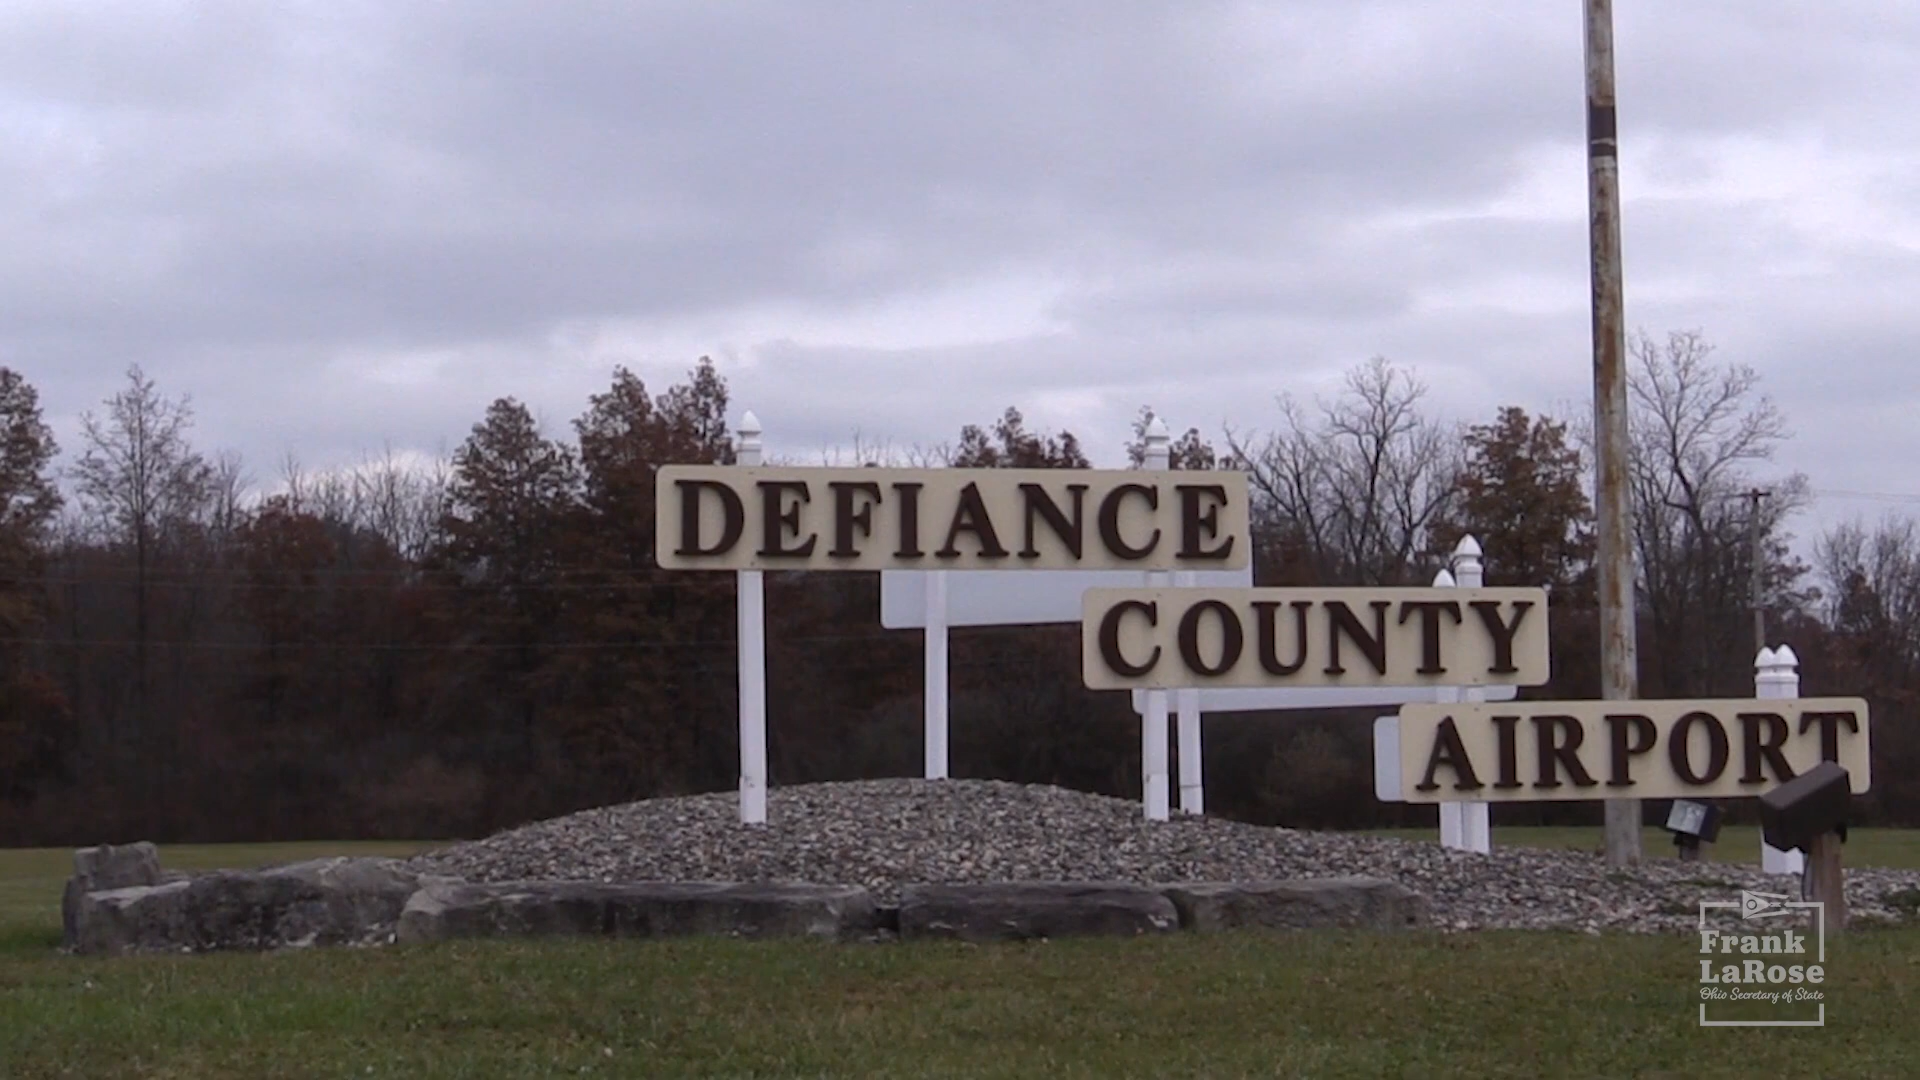 DEFIANCE
COUNTY
AIRPORT
Frank
LaRose
Ohio Secretary of State